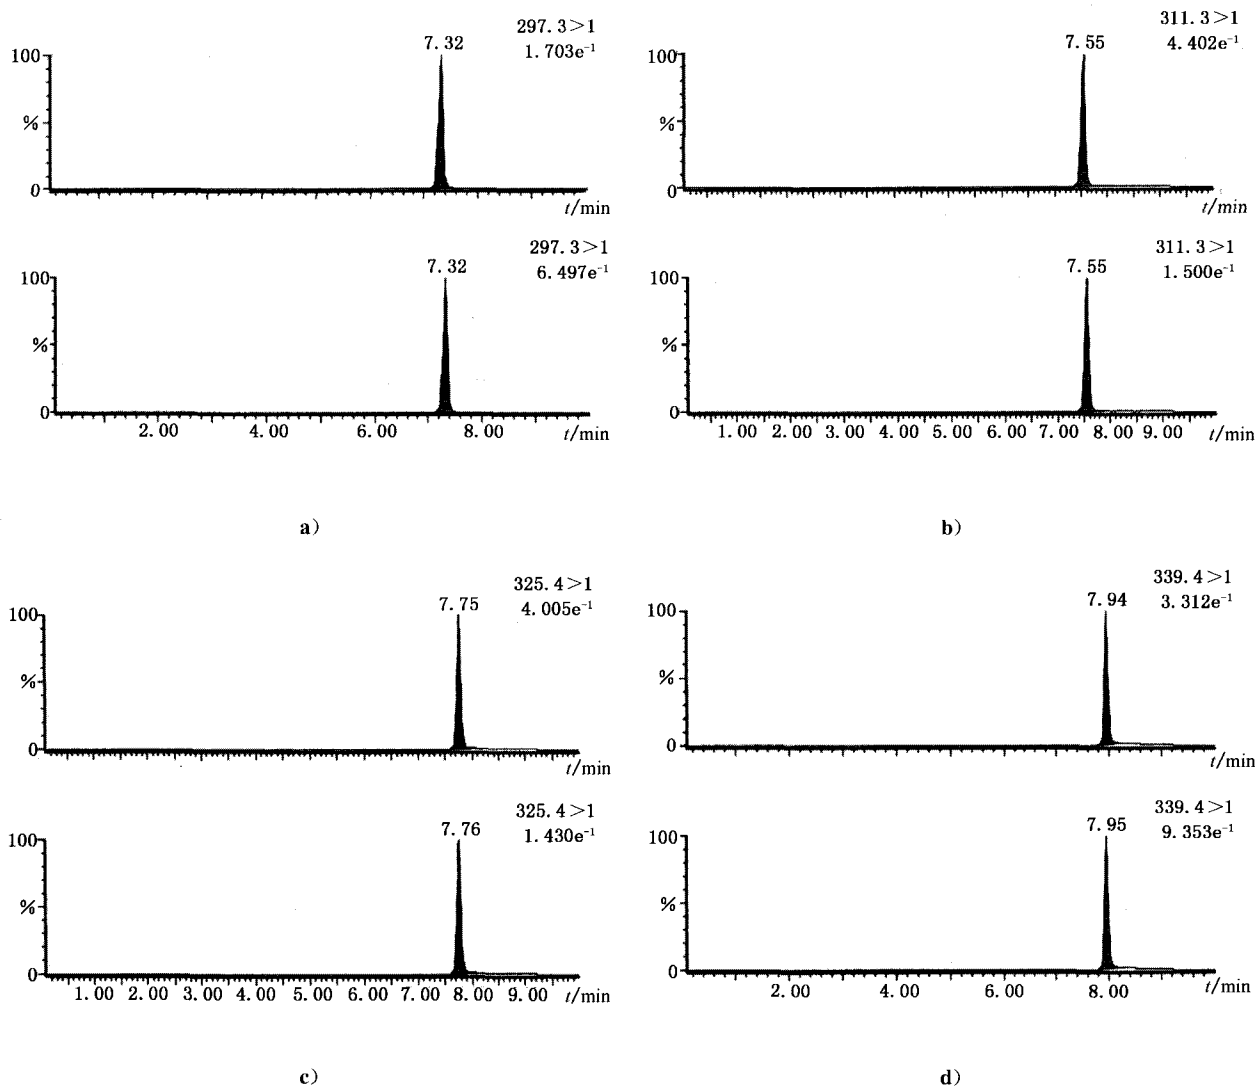 297.3>1
1.703e⁻¹
7.32
100
%
0
t/min
297.3>1
6.497e⁻¹
7.32
100
%
0
2.00 4.00 6.00 8.00 t/min
a)
311.3>1
4.402e⁻¹
7.55
100
%
0
t/min
311.3>1
1.500e⁻¹
7.55
100
%
0
1.00 2.00 3.00 4.00 5.00 6.00 7.00 8.00 9.00 t/min
b)
325.4>1
4.005e⁻¹
7.75
100
%
0
t/min
325.4>1
1.430e⁻¹
7.76
100
%
0
1.00 2.00 3.00 4.00 5.00 6.00 7.00 8.00 9.00 t/min
c)
339.4>1
3.312e⁻¹
7.94
100
%
0
t/min
339.4>1
9.353e⁻¹
7.95
100
%
0
2.00 4.00 6.00 8.00 t/min
d)